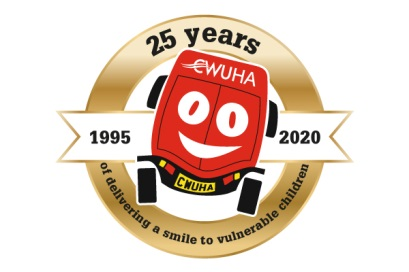 25 years
CWUHA
1995
2020
CWUHA
of delivering a smile to vulnerable children